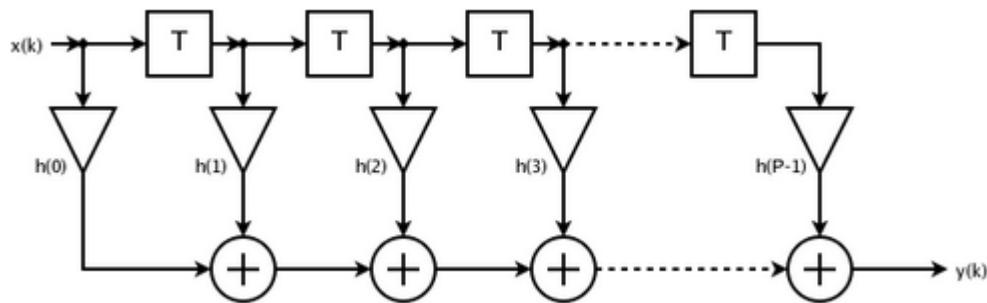 x(k)
T
T
T
T
h(0)
h(1)
h(2)
h(3)
h(P-1)
y(k)